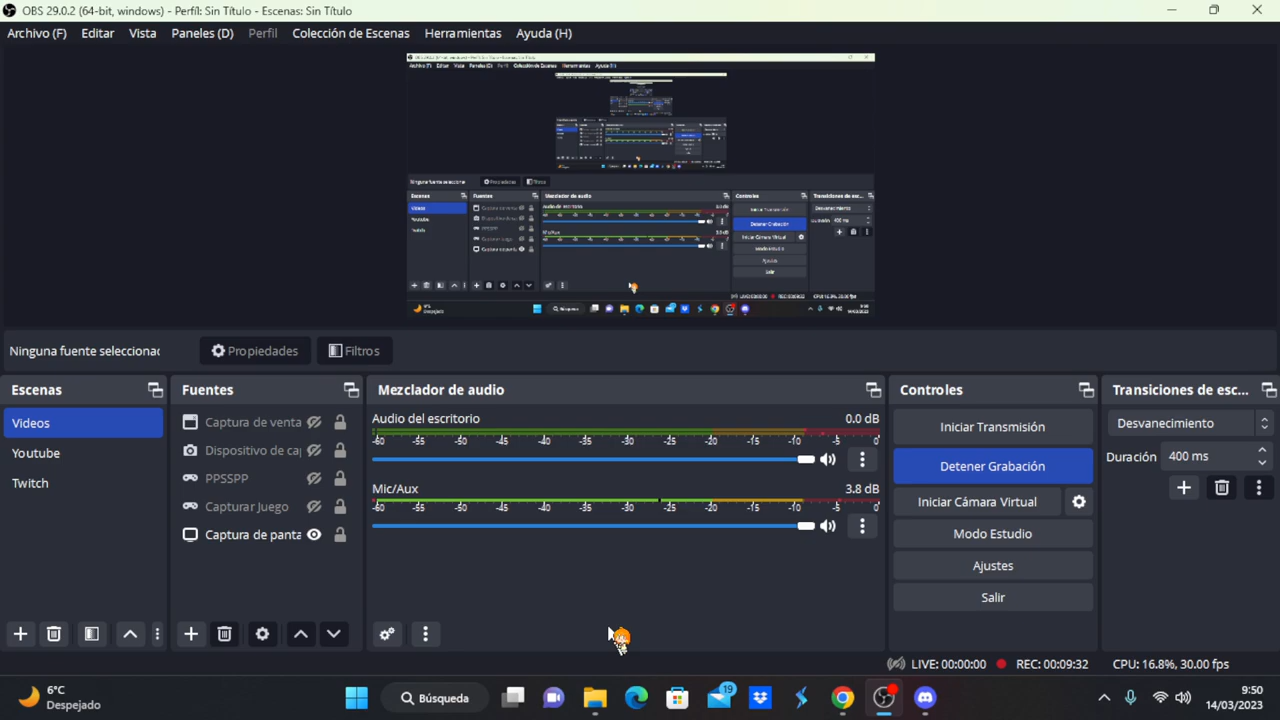 OBS 29.0.2 (64-bit, windows) - Perfíl: Sin Título - Escenas: Sin Título
Archivo (F) Editar Vista Paneles (D) Perfil Colección de Escenas Herramientas Ayuda (H)
Ninguna fuente seleccionac Propiedades Filtros
Escenas Fuentes Mezclador de audio Controles Transiciones de esc...
Videos
Youtube
Twitch
Captura de venta
Dispositivo de ca
PPSSPP
Capturar Juego
Captura de panta
Audio del escritorio 0.0 dB
-60 -55 -50 -45 -40 -35 -30 -25 -20 -15 -10 -5 0
Mic/Aux 3.8 dB
-60 -55 -50 -45 -40 -35 -30 -25 -20 -15 -10 -5 0
Iniciar Transmisión
Detener Grabación
Iniciar Cámara Virtual
Modo Estudio
Ajustes
Salir
Desvanecimiento
Duración 400 ms
LIVE: 00:00:00 REC: 00:09:32 CPU: 16.8%, 30.00 fps
6°C
Despejado
Búsqueda
19
9:50
14/03/2023